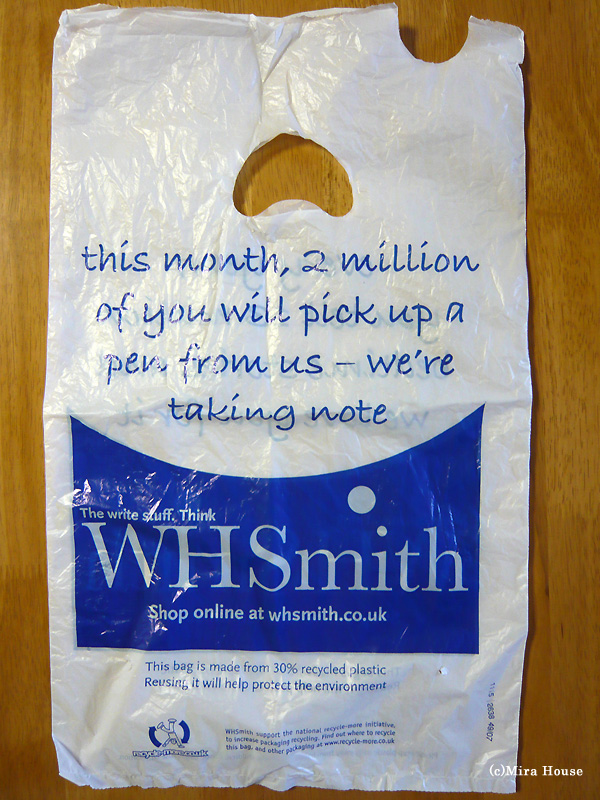 this month, 2 million
of you will pick up a
pen from us – we're
taking note
The write stuff. Think
WHSmith
Shop online at whsmith.co.uk
This bag is made from 30% recycled plastic
Reusing it will help protect the environment
WHSmith support the national recycle-more initiative,
to increase packaging recycling. Find out where to recycle
this bag, and other packaging at www.recycle-more.co.uk
recycle-more.co.uk
(c)Mira House